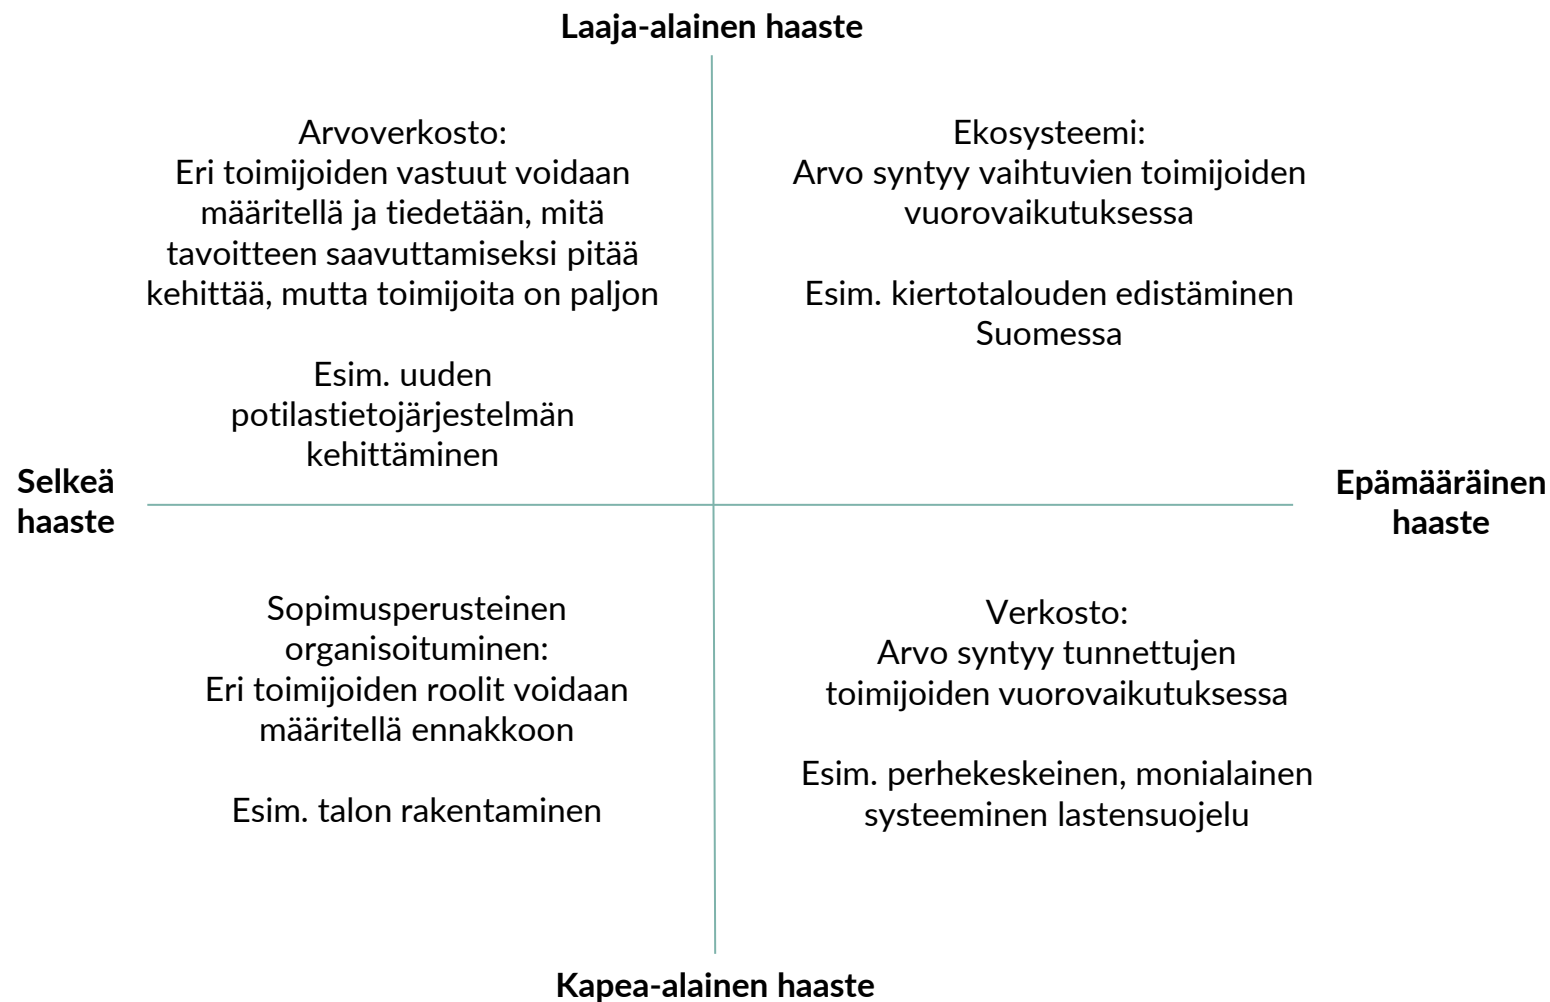 Laaja-alainen haaste
Arvoverkosto:
Eri toimijoiden vastuut voidaan
määritellä ja tiedetään, mitä
tavoitteen saavuttamiseksi pitää
kehittää, mutta toimijoita on paljon
Esim. uuden
potilastietojärjestelmän
kehittäminen
Ekosysteemi:
Arvo syntyy vaihtuvien toimijoiden
vuorovaikutuksessa
Esim. kiertotalouden edistäminen
Suomessa
Selkeä
haaste
Epämääräinen
haaste
Sopimusperusteinen
organisoituminen:
Eri toimijoiden roolit voidaan
määritellä ennakkoon
Esim. talon rakentaminen
Verkosto:
Arvo syntyy tunnettujen
toimijoiden vuorovaikutuksessa
Esim. perhekeskeinen, monialainen
systeeminen lastensuojelu
Kapea-alainen haaste